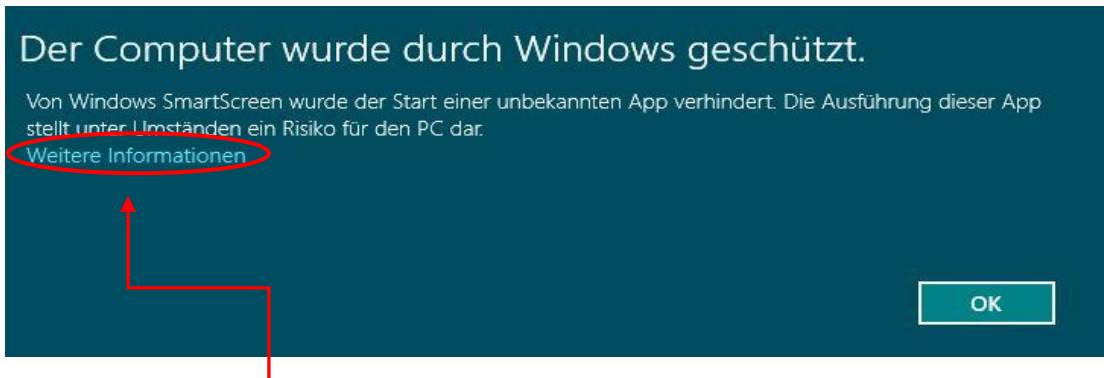 Der Computer wurde durch Windows geschützt.
Von Windows SmartScreen wurde der Start einer unbekannten App verhindert. Die Ausführung dieser App
stellt unter Umständen ein Risiko für den PC dar.
Weitere Informationen
OK